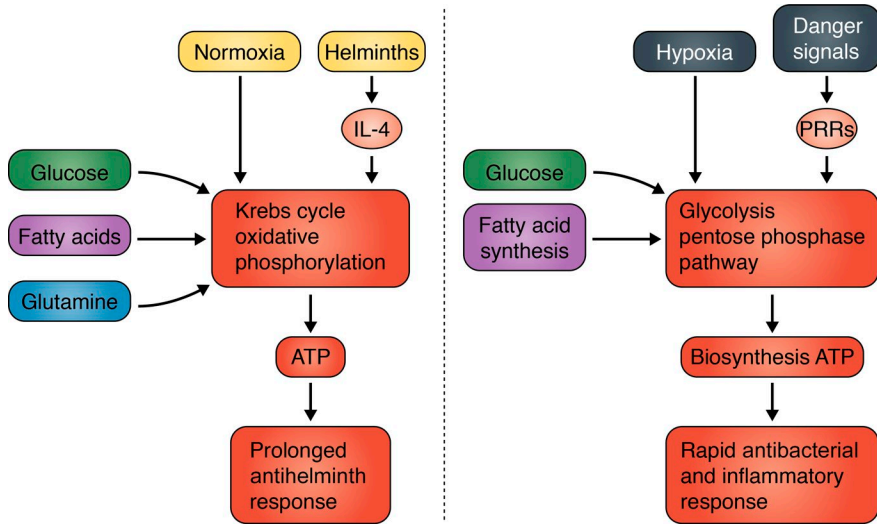 Normoxia
Helminths
IL-4
Glucose
Fatty acids
Glutamine
Krebs cycle
oxidative
phosphorylation
ATP
Prolonged
antihelminth
response
Hypoxia
Danger
signals
PRRs
Glucose
Fatty acid
synthesis
Glycolysis
pentose phosphase
pathway
Biosynthesis ATP
Rapid antibacterial
and inflammatory
response